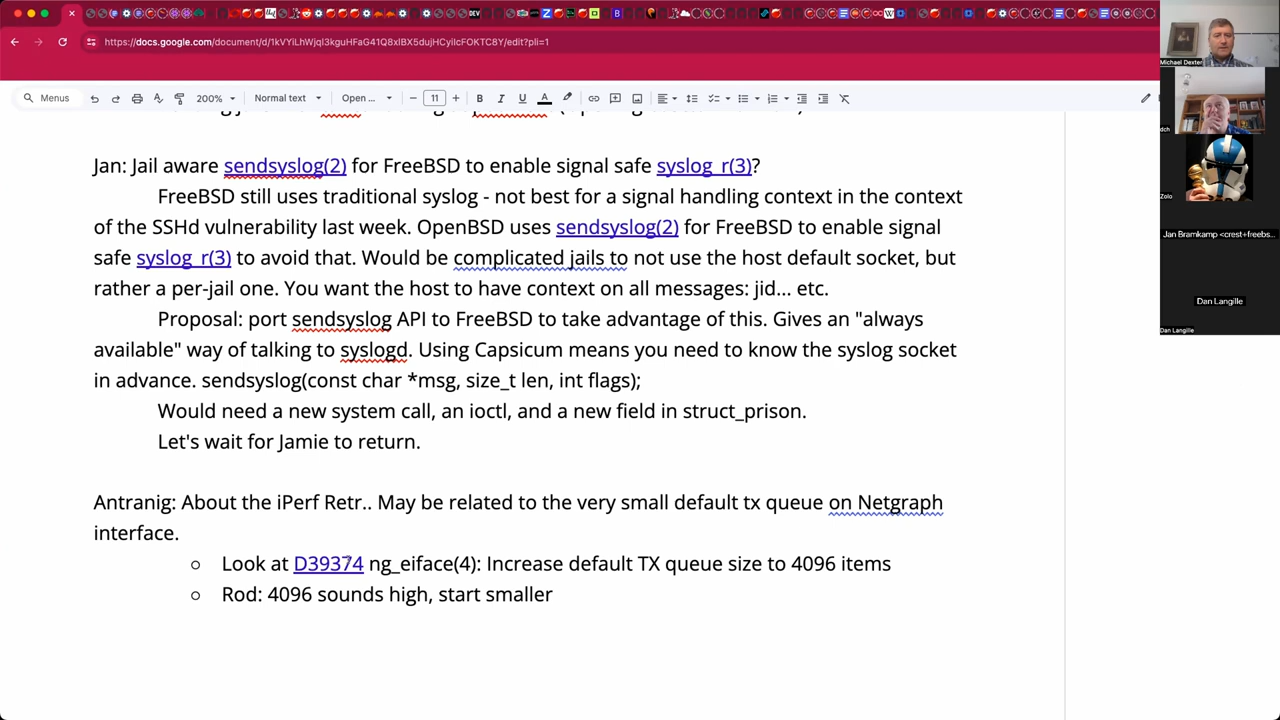 https://docs.google.com/document/d/1kVYiLhWjql3kguHFaG41Q8xIBX5dujHCyilcFOKTC8Y/edit?pli=1
Menus 200% Normal text Open ... 11
Jan: Jail aware sendsyslog(2) for FreeBSD to enable signal safe syslog_r(3)?
FreeBSD still uses traditional syslog - not best for a signal handling context in the context
of the SSHd vulnerability last week. OpenBSD uses sendsyslog(2) for FreeBSD to enable signal
safe syslog_r(3) to avoid that. Would be complicated jails to not use the host default socket, but
rather a per-jail one. You want the host to have context on all messages: jid... etc.
Proposal: port sendsyslog API to FreeBSD to take advantage of this. Gives an "always
available" way of talking to syslogd. Using Capsicum means you need to know the syslog socket
in advance. sendsyslog(const char *msg, size_t len, int flags);
Would need a new system call, an ioctl, and a new field in struct_prison.
Let's wait for Jamie to return.
Antranig: About the iPerf Retr.. May be related to the very small default tx queue on Netgraph
interface.
○ Look at D39374 ng_eiface(4): Increase default TX queue size to 4096 items
○ Rod: 4096 sounds high, start smaller
Michael Dexter
dch
Zolo
Jan Bramkamp <crest+freebs...
Dan Langille
Dan Langille